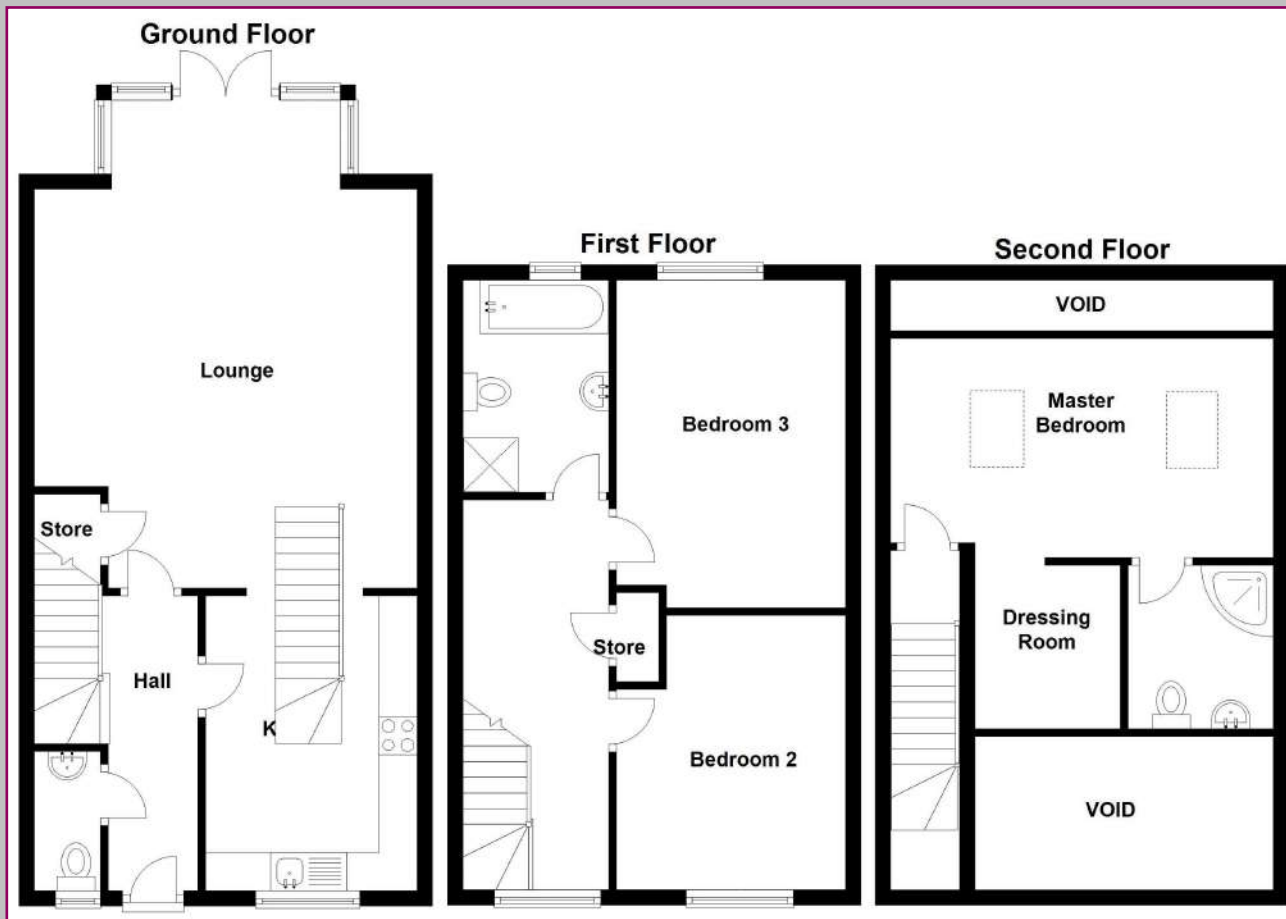 Ground Floor
Lounge
Store
Hall
K
First Floor
Bedroom 3
Store
Bedroom 2
Second Floor
VOID
Master
Bedroom
Dressing
Room
VOID